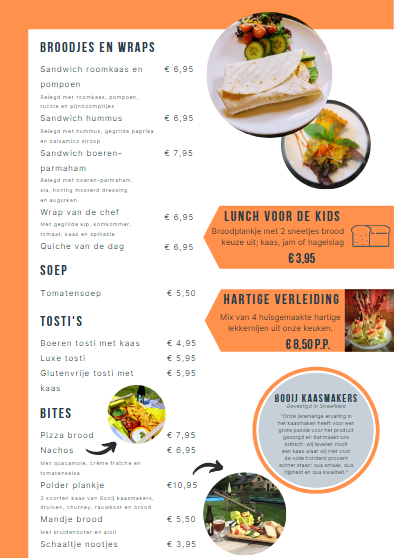 BROODJES EN WRAPS
Sandwich roomkaas en € 6,95
pompoen
Belegd met roomkaas, pompoen,
rucola en pijnboompitjes
Sandwich hummus € 6,95
Belegd met hummus, gegrilde paprika
en balsamico siroop
Sandwich boeren- € 7,95
parmaham
Belegd met boeren-parmaham,
sla, honing mosterd dressing
en augurken
Wrap van de chef € 6,95
Met gegrilde kip, komkommer,
tomaat, kaas en spinazie
Quiche van de dag € 6,95
SOEP
Tomatensoep € 5,50
TOSTI'S
Boeren tosti met kaas € 4,95
Luxe tosti € 5,95
Glutenvrije tosti met € 5,95
kaas
BITES
Pizza brood € 7,95
Nachos € 6,95
Met quacamole, crème fraîche en
tomatensalsa
Polder plankje €10,95
3 soorten kaas van Booij kaasmakers,
druiven, chutney, rauwkost en brood
Mandje brood € 5,50
Met kruidenboter en aioli
Schaaltje nootjes € 3,95
LUNCH VOOR DE KIDS
Broodplankje met 2 sneetjes brood
keuze uit; kaas, jam of hagelslag
€ 3,95
HARTIGE VERLEIDING
Mix van 4 huisgemaakte hartige
lekkernijen uit onze keuken.
€ 8,50 P.P.
BOOIJ KAASMAKERS
Gevestigd in Streefkerk
"Onze jarenlange ervaring in
het kaasmaken heeft voor een
grote passie voor het product
gezorgd en dat maakt ons
kritisch: wij leveren nooit
een kaas waar wij niet voor
de volle honderd procent
achter staan: qua smaak, qua
rijpheid en qua kwaliteit."